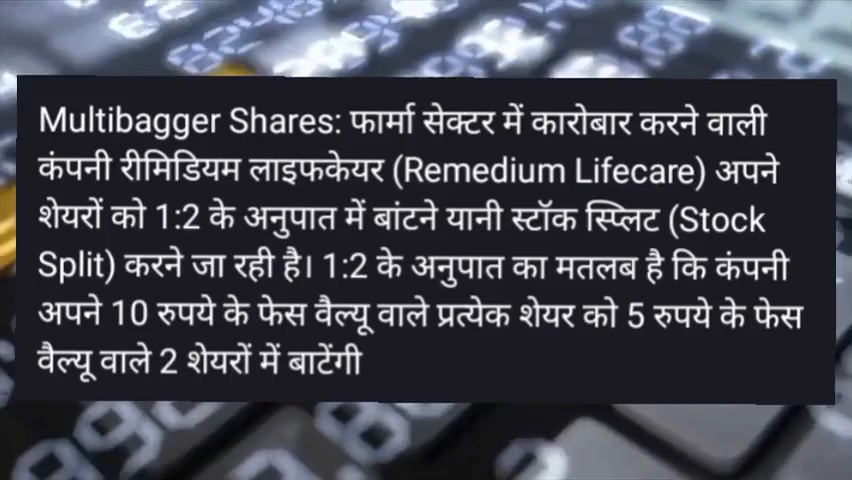 Multibagger Shares: फार्मा सेक्टर में कारोबार करने वाली
कंपनी रीमिडियम लाइफकेयर (Remedium Lifecare) अपने
शेयरों को 1:2 के अनुपात में बांटने यानी स्टॉक स्प्लिट (Stock
Split) करने जा रही है। 1:2 के अनुपात का मतलब है कि कंपनी
अपने 10 रुपये के फेस वैल्यू वाले प्रत्येक शेयर को 5 रुपये के फेस
वैल्यू वाले 2 शेयरों में बाटेंगी